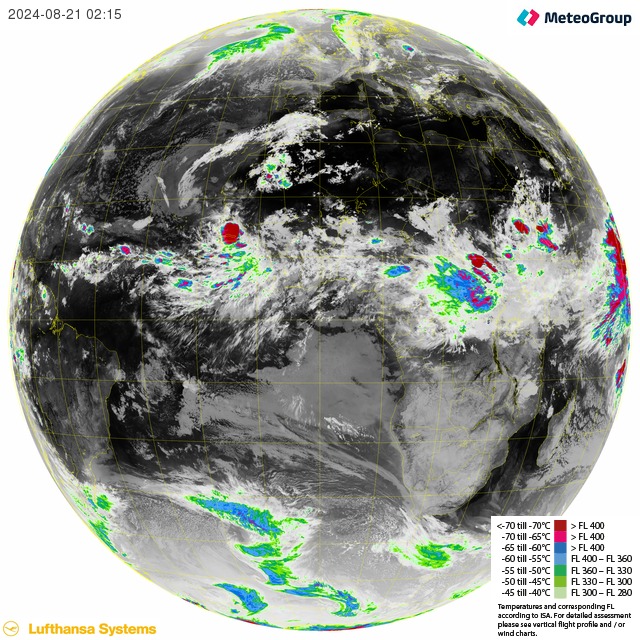 2024-08-21 02:15
MeteoGroup
<-70 till -70°C > FL 400
-70 till -65°C > FL 400
-65 till -60°C > FL 400
-60 till -55°C FL 400 – FL 360
-55 till -50°C FL 360 – FL 330
-50 till -45°C FL 330 – FL 300
-45 till -40°C FL 300 – FL 280
Temperatures and corresponding FL
according to ISA. For detailed assessment
please see vertical flight profile and / or
wind charts.
Lufthansa Systems